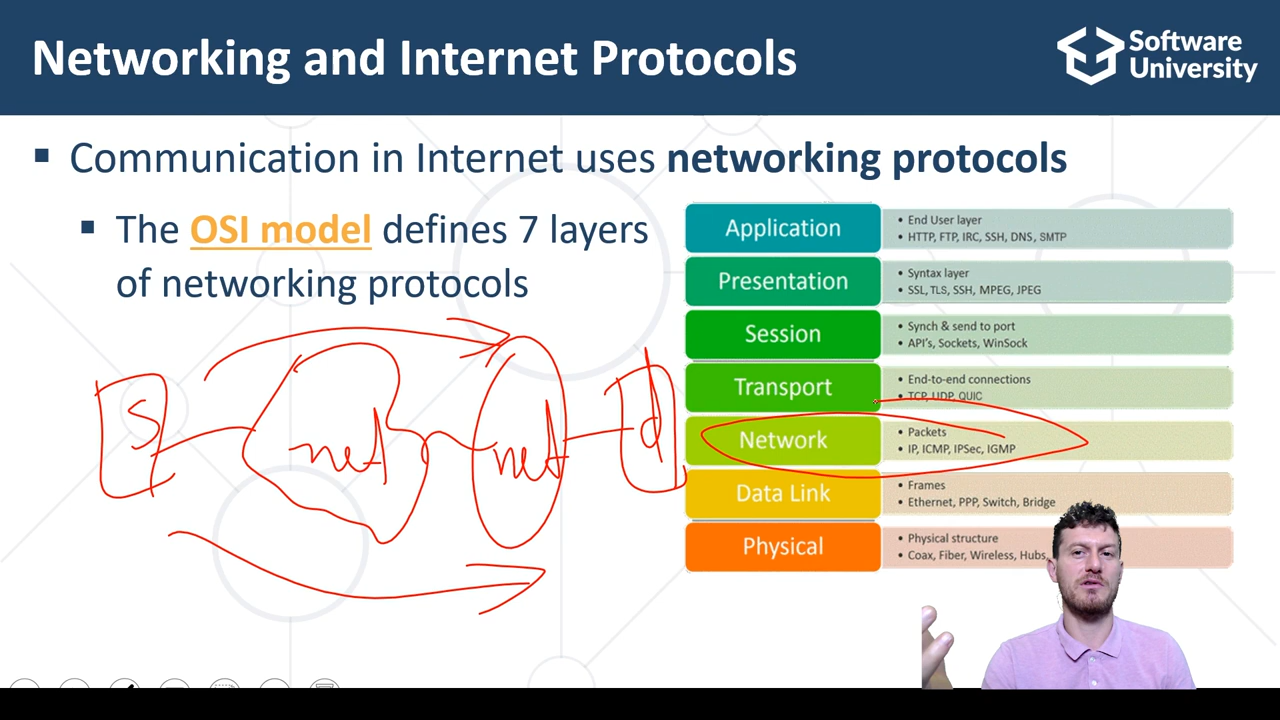 Networking and Internet Protocols
Software
University
Communication in Internet uses networking protocols
The OSI model defines 7 layers
of networking protocols
Application
• End User layer
• HTTP, FTP, IRC, SSH, DNS, SMTP
Presentation
• Syntax layer
• SSL, TLS, SSH, MPEG, JPEG
Session
• Synch & send to port
• API's, Sockets, WinSock
Transport
• End-to-end connections
• TCP, UDP, QUIC
Network
• Packets
• IP, ICMP, IPSec, IGMP
Data Link
• Frames
• Ethernet, PPP, Switch, Bridge
Physical
• Physical structure
• Coax, Fiber, Wireless, Hubs,
s net net d